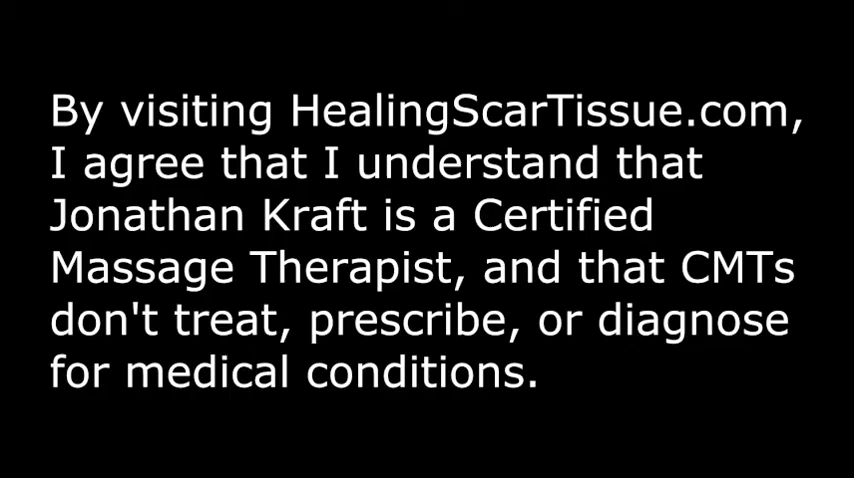 By visiting HealingScarTissue.com,
I agree that I understand that
Jonathan Kraft is a Certified
Massage Therapist, and that CMTs
don't treat, prescribe, or diagnose
for medical conditions.